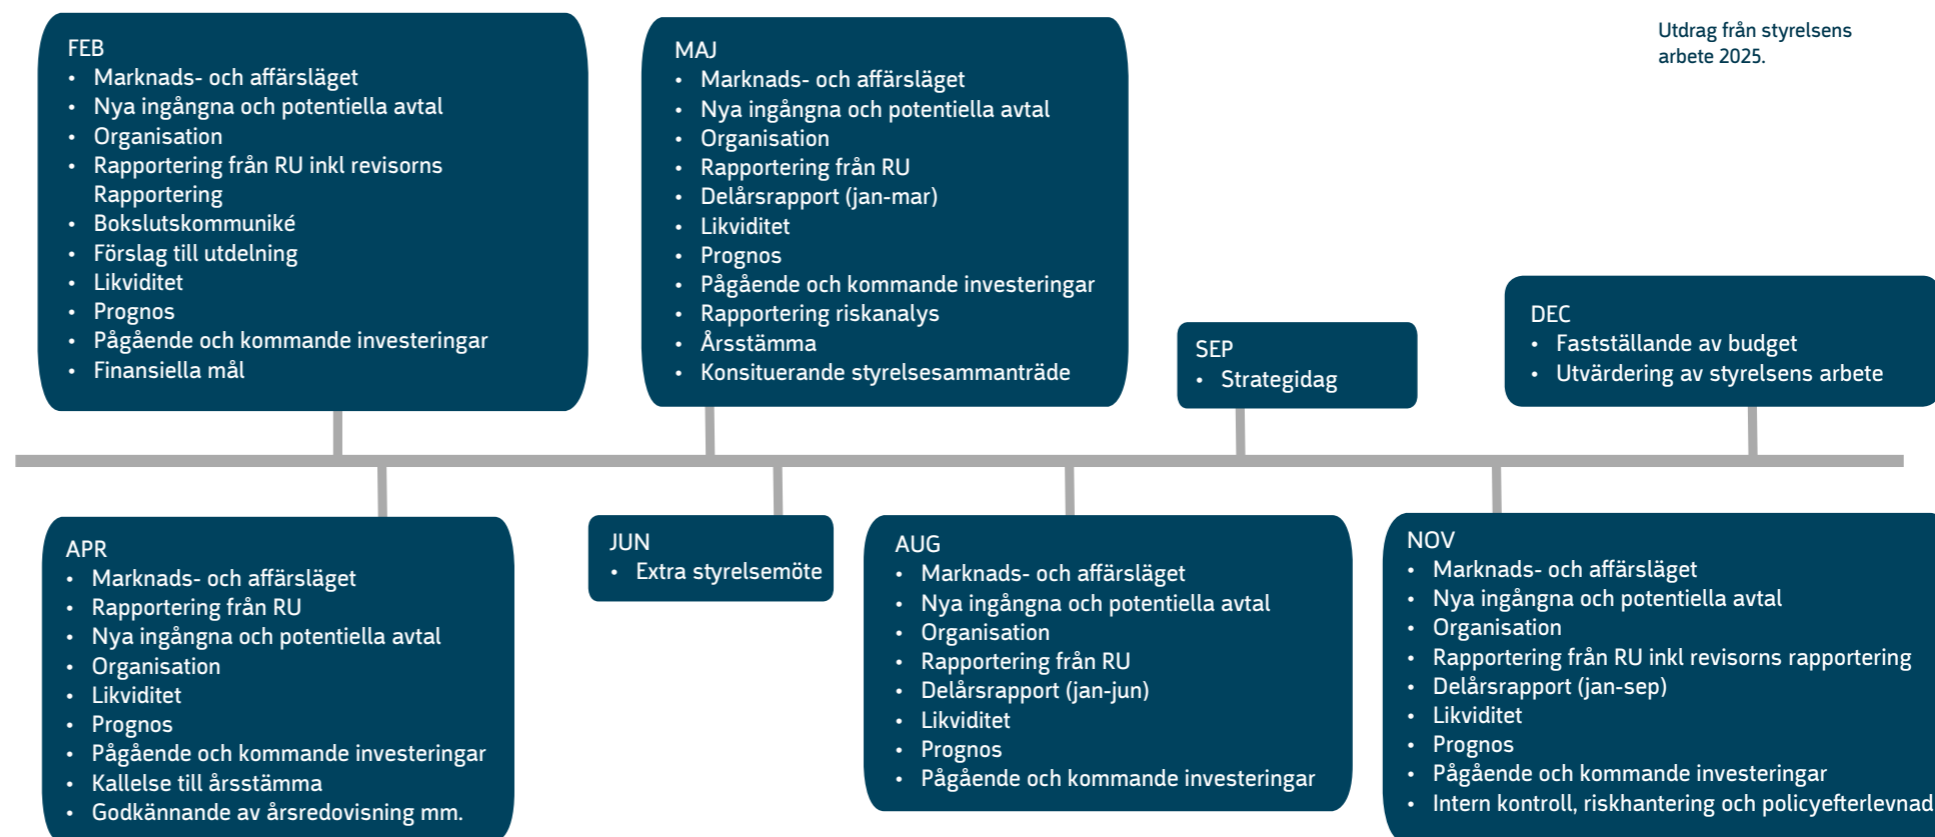 Utdrag från styrelsens
arbete 2025.
FEB
• Marknads- och affärsläget
• Nya ingångna och potentiella avtal
• Organisation
• Rapportering från RU inkl revisorns
Rapportering
• Bokslutskommuniké
• Förslag till utdelning
• Likviditet
• Prognos
• Pågående och kommande investeringar
• Finansiella mål
MAJ
• Marknads- och affärsläget
• Nya ingångna och potentiella avtal
• Organisation
• Rapportering från RU
• Delårsrapport (jan-mar)
• Likviditet
• Prognos
• Pågående och kommande investeringar
• Rapportering riskanalys
• Årsstämma
• Konsituerande styrelsesammanträde
SEP
• Strategidag
DEC
• Fastställande av budget
• Utvärdering av styrelsens arbete
APR
• Marknads- och affärsläget
• Rapportering från RU
• Nya ingångna och potentiella avtal
• Organisation
• Likviditet
• Prognos
• Pågående och kommande investeringar
• Kallelse till årsstämma
• Godkännande av årsredovisning mm.
JUN
• Extra styrelsemöte
AUG
• Marknads- och affärsläget
• Nya ingångna och potentiella avtal
• Organisation
• Rapportering från RU
• Delårsrapport (jan-jun)
• Likviditet
• Prognos
• Pågående och kommande investeringar
NOV
• Marknads- och affärsläget
• Nya ingångna och potentiella avtal
• Organisation
• Rapportering från RU inkl revisorns rapportering
• Delårsrapport (jan-sep)
• Likviditet
• Prognos
• Pågående och kommande investeringar
• Intern kontroll, riskhantering och policyefterlevnad